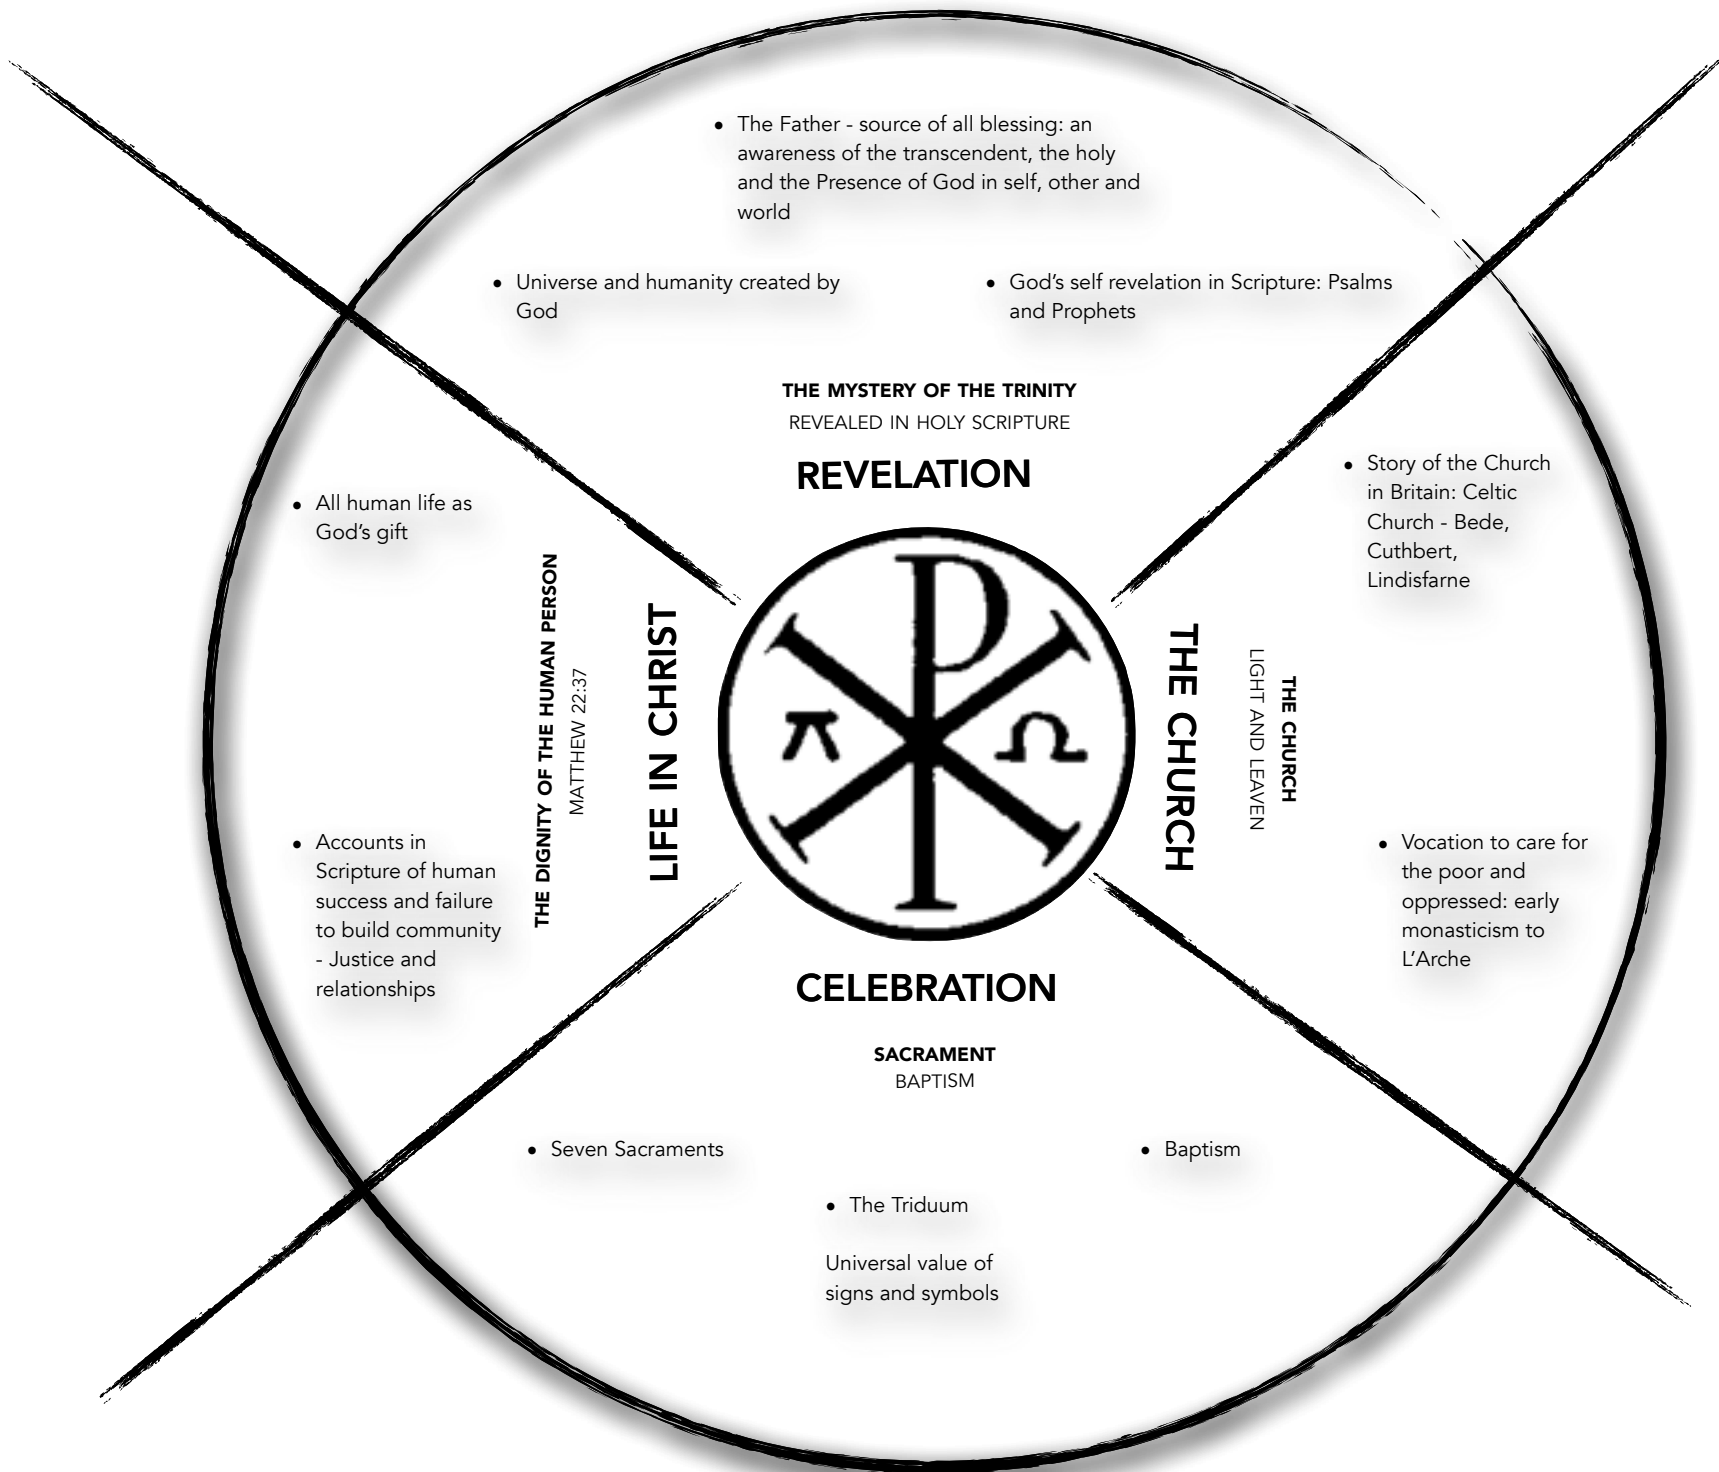 • The Father - source of all blessing: an
awareness of the transcendent, the holy
and the Presence of God in self, other and
world
• Universe and humanity created by
God
• God’s self revelation in Scripture: Psalms
and Prophets
THE MYSTERY OF THE TRINITY
REVEALED IN HOLY SCRIPTURE
REVELATION
• All human life as
God’s gift
• Accounts in
Scripture of human
success and failure
to build community
- Justice and
relationships
THE DIGNITY OF THE HUMAN PERSON
MATTHEW 22:37
LIFE IN CHRIST
Ω
THE CHURCH
LIGHT AND LEAVEN
THE CHURCH
• Story of the Church
in Britain: Celtic
Church - Bede,
Cuthbert,
Lindisfarne
• Vocation to care for
the poor and
oppressed: early
monasticism to
L’Arche
CELEBRATION
SACRAMENT
BAPTISM
• Seven Sacraments
• Baptism
• The Triduum
Universal value of
signs and symbols